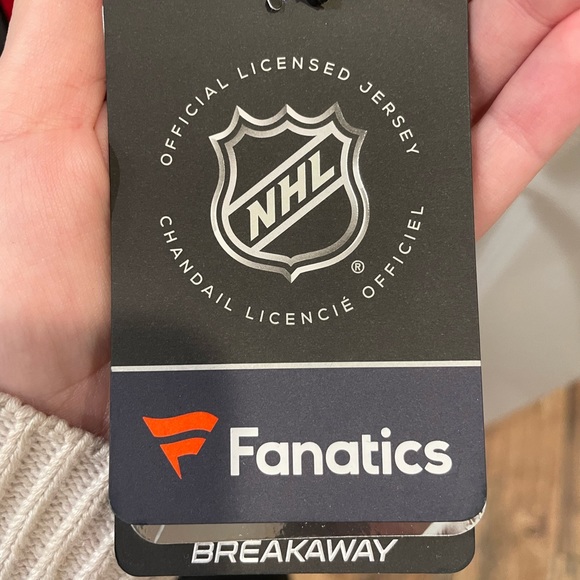 OFFICIAL LICENSED JERSEY
NHL
®
CHANDAIL LICENCIÉ OFFICIEL
Fanatics
BREAKAWAY